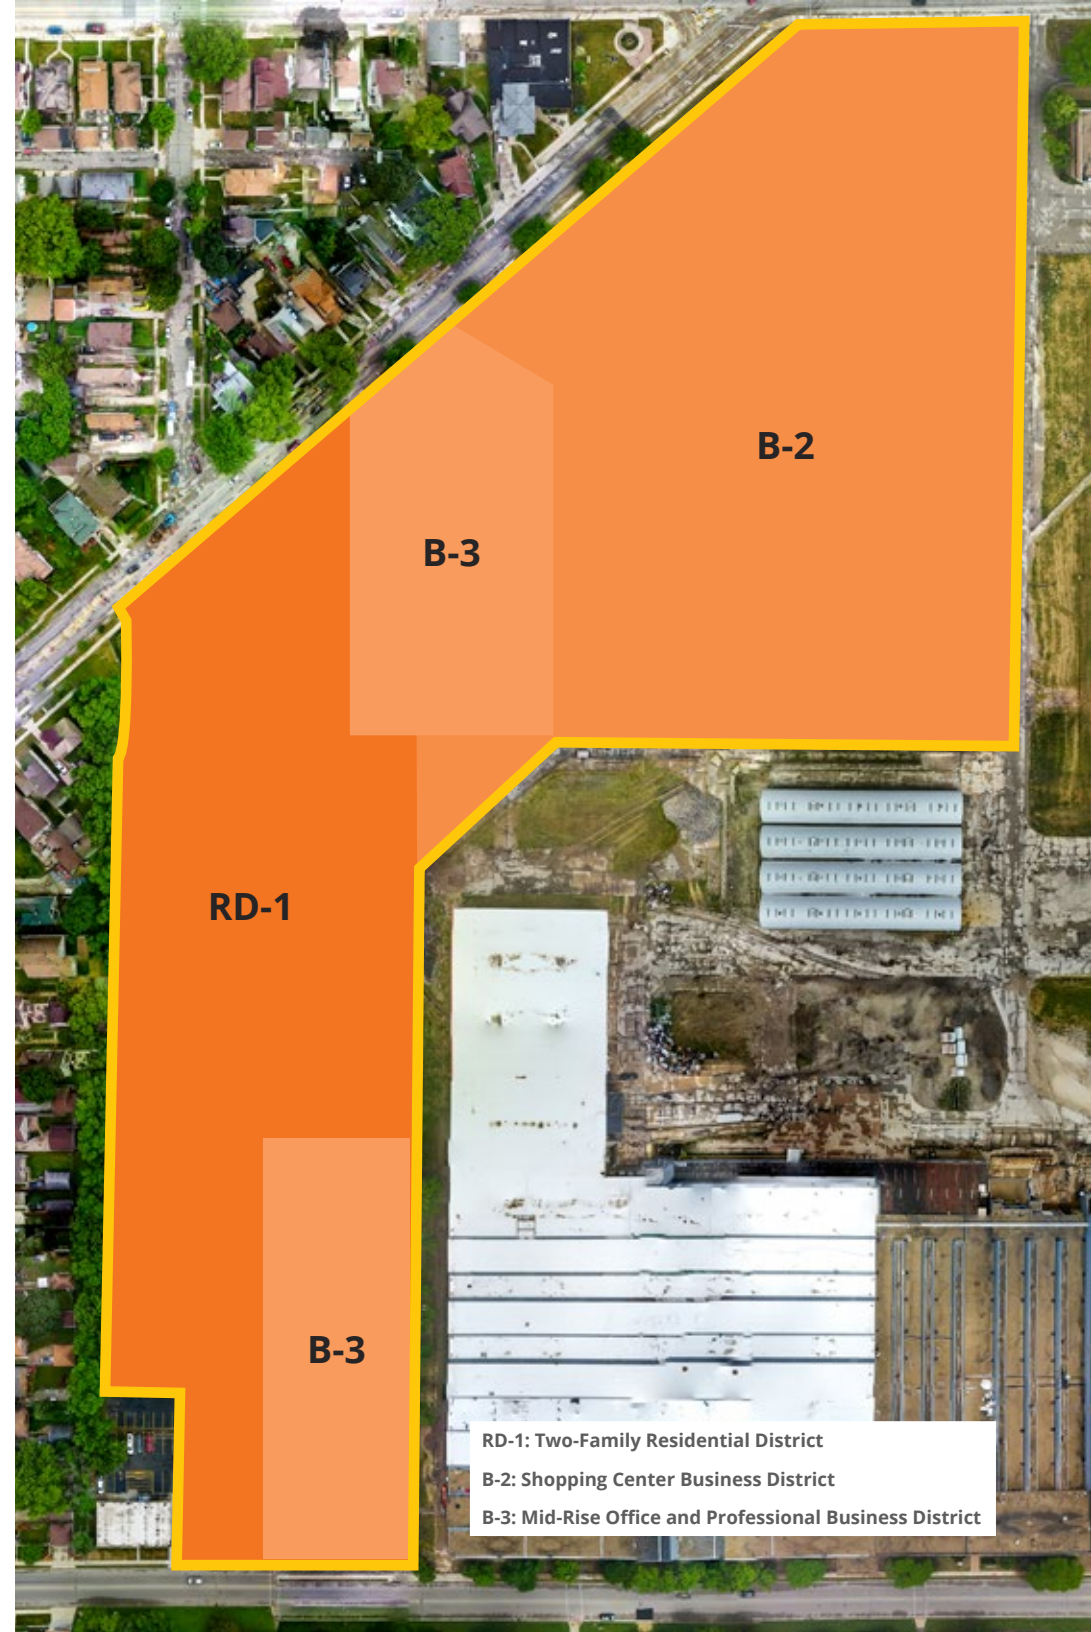 B-2
B-3
RD-1
B-3
RD-1: Two-Family Residential District
B-2: Shopping Center Business District
B-3: Mid-Rise Office and Professional Business District